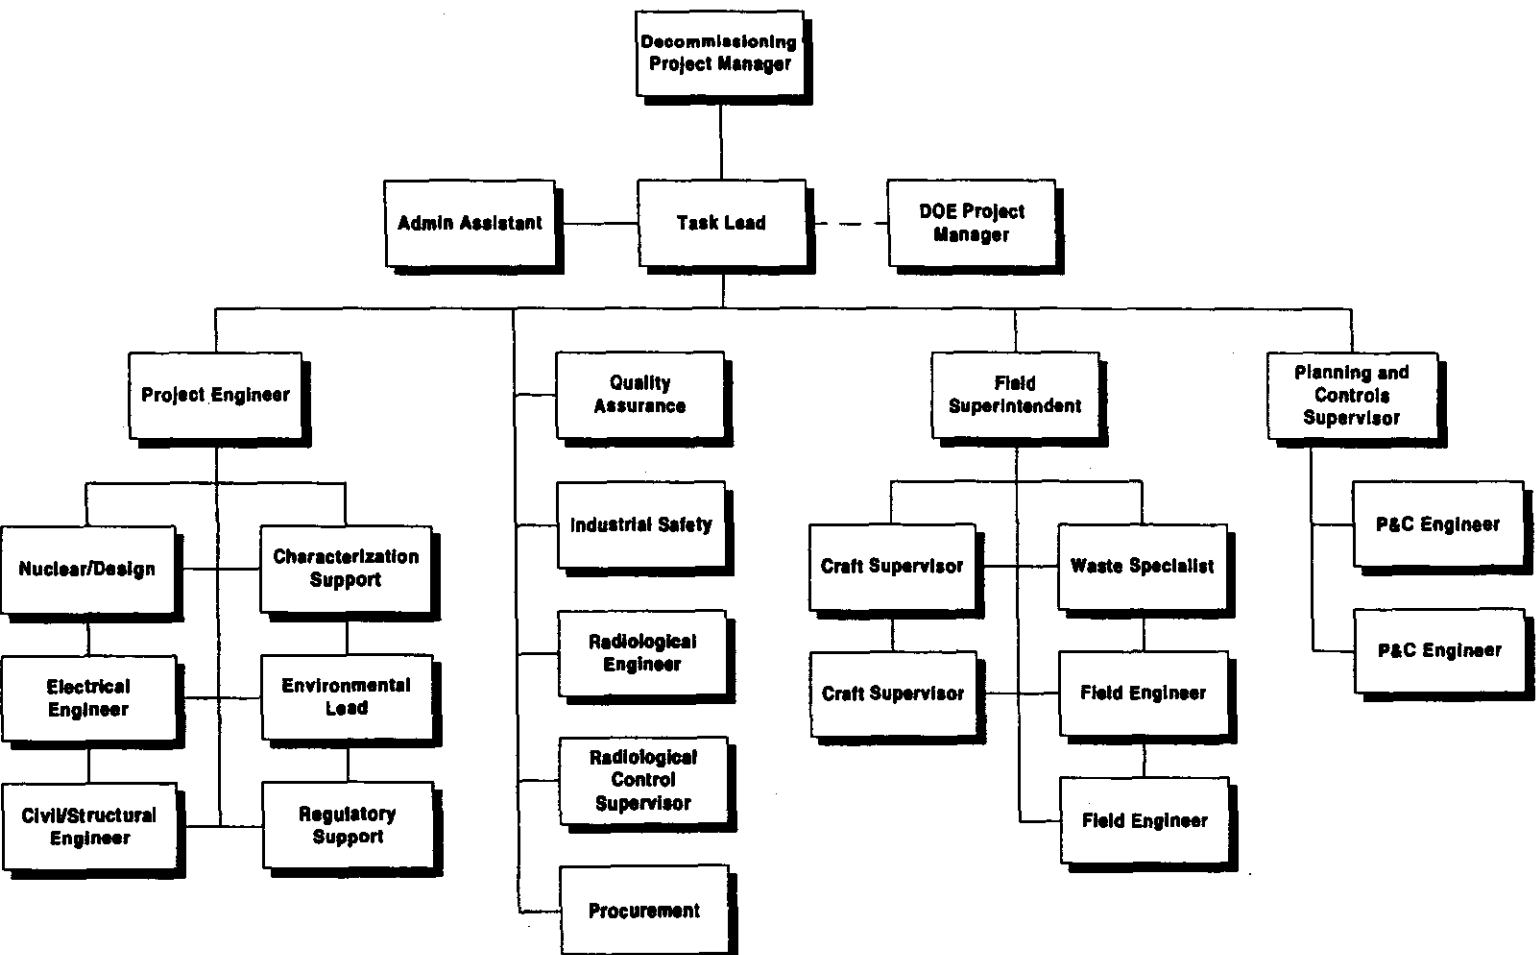 Decommissioning
Project Manager
Admin Assistant
Task Lead
DOE Project
Manager
Project Engineer
Quality
Assurance
Field
Superintendent
Planning and
Controls
Supervisor
Nuclear/Design
Characterization
Support
Industrial Safety
Craft Supervisor
Waste Specialist
P&C Engineer
Electrical
Engineer
Environmental
Lead
Radiological
Engineer
Craft Supervisor
Field Engineer
P&C Engineer
Civil/Structural
Engineer
Regulatory
Support
Radiological
Control
Supervisor
Field Engineer
Procurement